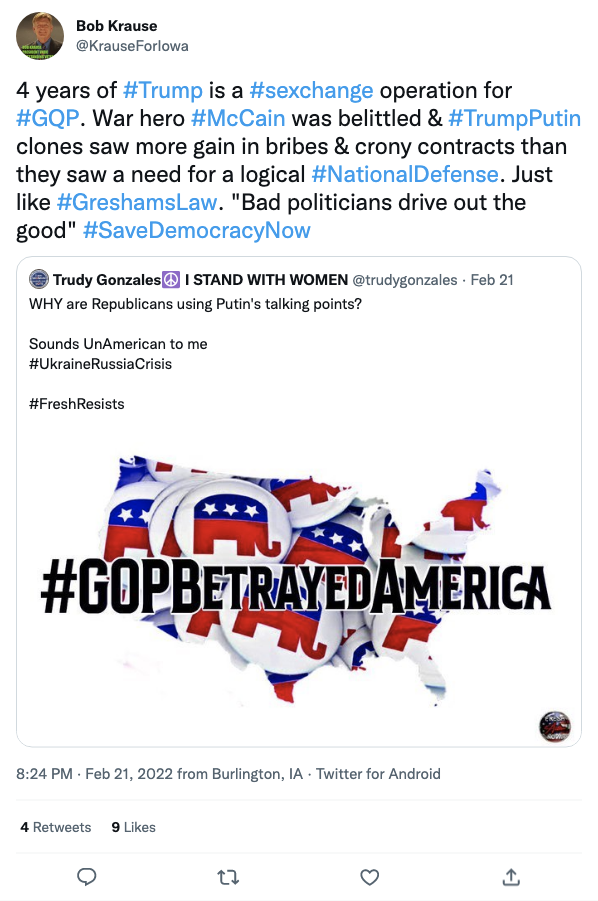 Bob Krause
@KrauseForIowa
4 years of #Trump is a #sexchange operation for
#GQP. War hero #McCain was belittled & #TrumpPutin
clones saw more gain in bribes & crony contracts than
they saw a need for a logical #NationalDefense. Just
like #GreshamsLaw. "Bad politicians drive out the
good" #SaveDemocracyNow
Trudy Gonzales☮️ I STAND WITH WOMEN @trudygonzales · Feb 21
WHY are Republicans using Putin's talking points?
Sounds UnAmerican to me
#UkraineRussiaCrisis
#FreshResists
#GOPBETRAYEDAMERICA
8:24 PM · Feb 21, 2022 from Burlington, IA · Twitter for Android
4 Retweets 9 Likes